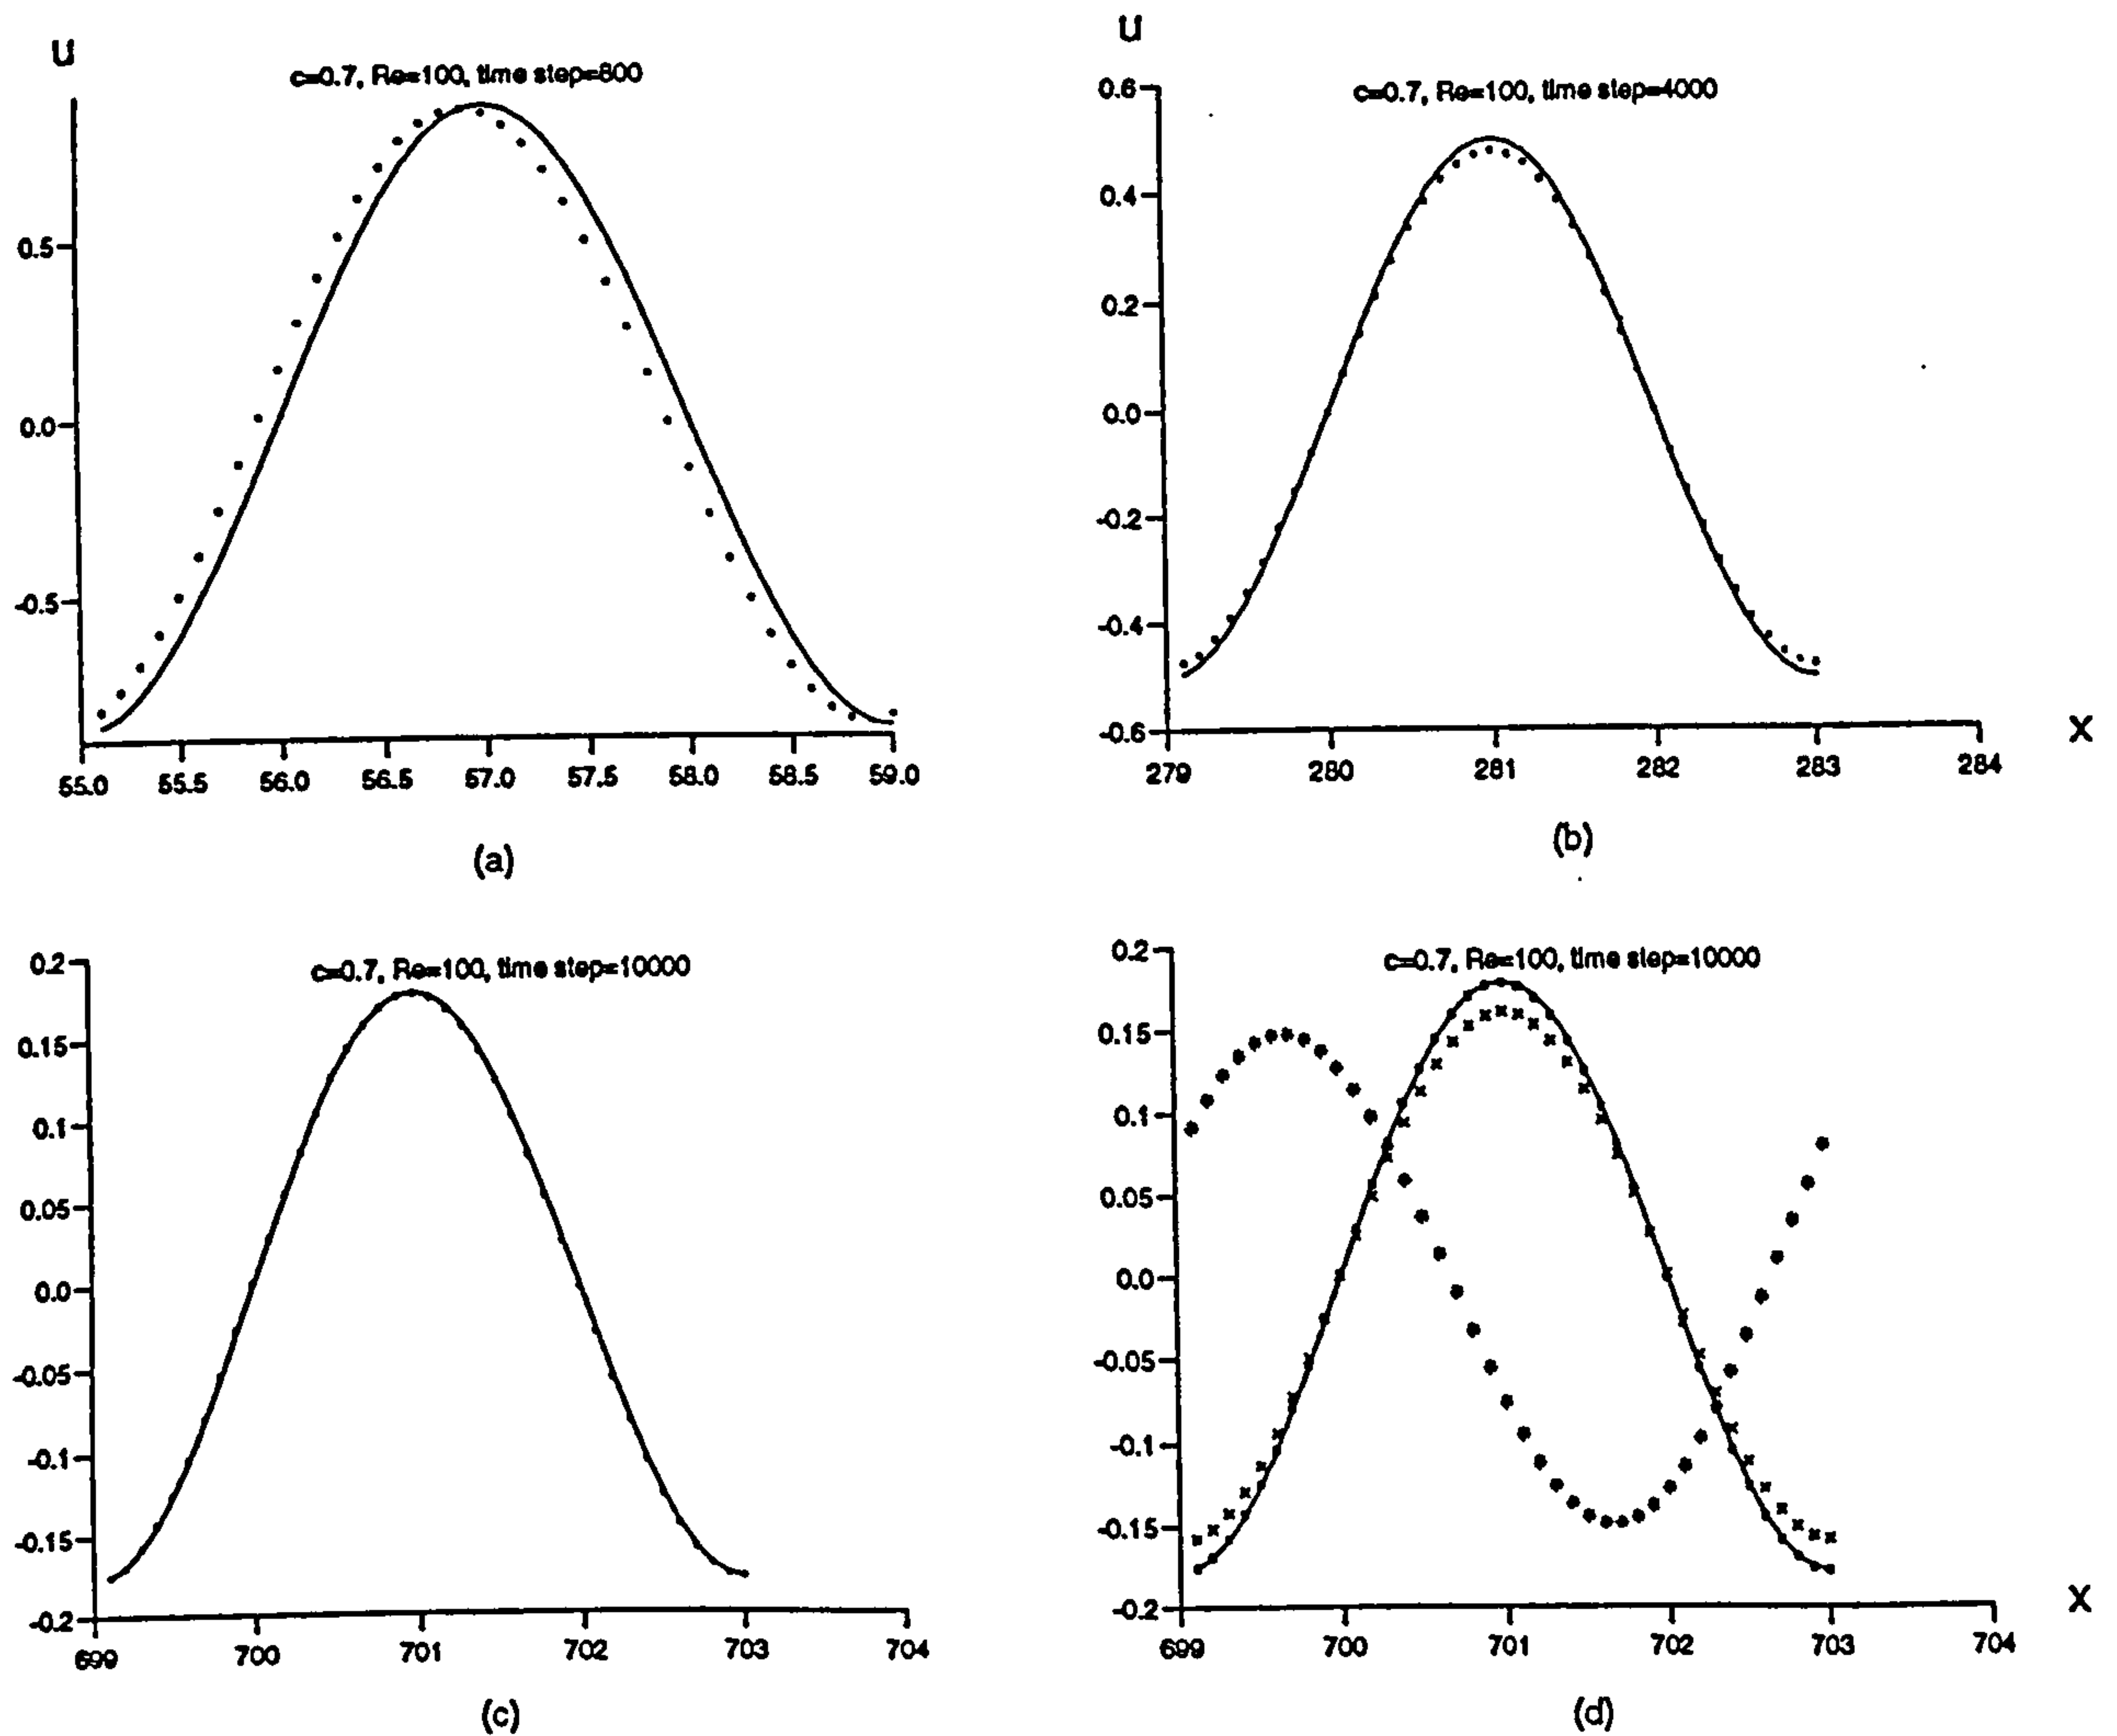 U
c=0.7, Re=100, time step=800
0.5
0.0
-0.5
55.0 55.5 56.0 56.5 57.0 57.5 58.0 58.5 59.0
(a)
U
c=0.7, Re=100, time step=4000
0.6
0.4
0.2
0.0
-0.2
-0.4
-0.6
279 280 281 282 283 284
X
(b)
c=0.7, Re=100, time step=10000
0.2
0.15
0.1
0.05
0.0
-0.05
-0.1
-0.15
-0.2
699 700 701 702 703 704
(c)
c=0.7, Re=100, time step=10000
0.2
0.15
0.1
0.05
0.0
-0.05
-0.1
-0.15
-0.2
699 700 701 702 703 704
X
(d)